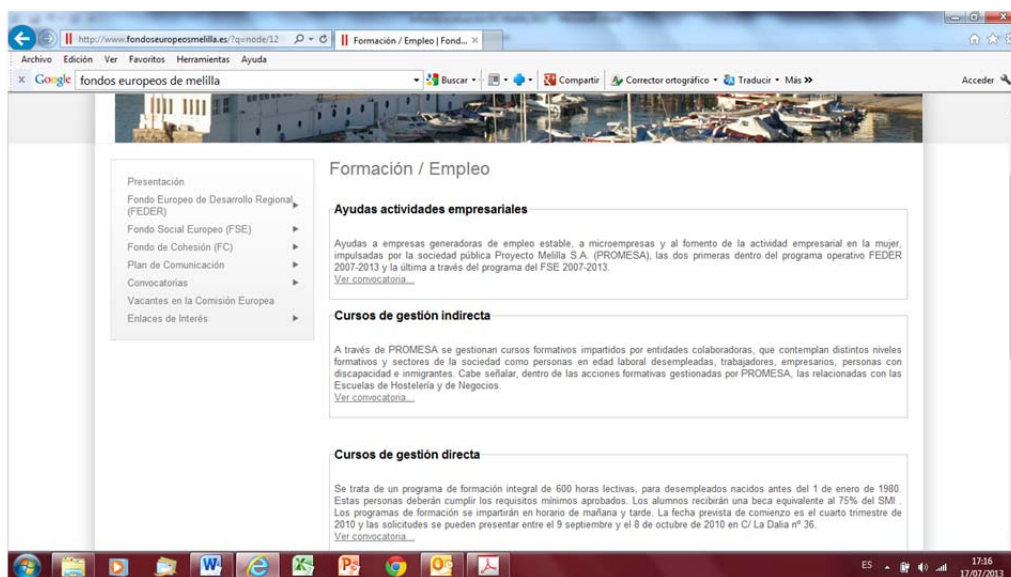 http://www.fondoseuropeosmelilla.es/?q=node/12
Formación / Empleo | Fond...
Archivo Edición Ver Favoritos Herramientas Ayuda
x Google fondos europeos de melilla Buscar Compartir Corrector ortográfico Traducir Más Acceder
Presentación
Fondo Europeo de Desarrollo Regional
(FEDER)
Fondo Social Europeo (FSE)
Fondo de Cohesión (FC)
Plan de Comunicación
Convocatorias
Vacantes en la Comisión Europea
Enlaces de Interés
Formación / Empleo
Ayudas actividades empresariales
Ayudas a empresas generadoras de empleo estable, a microempresas y al fomento de la actividad empresarial en la mujer,
impulsadas por la sociedad pública Proyecto Melilla S.A. (PROMESA), las dos primeras dentro del programa operativo FEDER
2007-2013 y la última a través del programa del FSE 2007-2013.
Ver convocatoria...
Cursos de gestión indirecta
A través de PROMESA se gestionan cursos formativos impartidos por entidades colaboradoras, que contemplan distintos niveles
formativos y sectores de la sociedad como personas en edad laboral desempleadas, trabajadores, empresarios, personas con
discapacidad e inmigrantes. Cabe señalar, dentro de las acciones formativas gestionadas por PROMESA, las relacionadas con las
Escuelas de Hostelería y de Negocios.
Ver convocatoria...
Cursos de gestión directa
Se trata de un programa de formación integral de 600 horas lectivas, para desempleados nacidos antes del 1 de enero de 1980.
Estas personas deberán cumplir los requisitos mínimos aprobados. Los alumnos recibirán una beca equivalente al 75% del SMI .
Los programas de formación se impartirán en horario de mañana y tarde. La fecha prevista de comienzo es el cuarto trimestre de
2010 y las solicitudes se pueden presentar entre el 9 septiembre y el 8 de octubre de 2010 en C/ La Dalia nº 36.
Ver convocatoria...
ES 17:16
17/07/2013